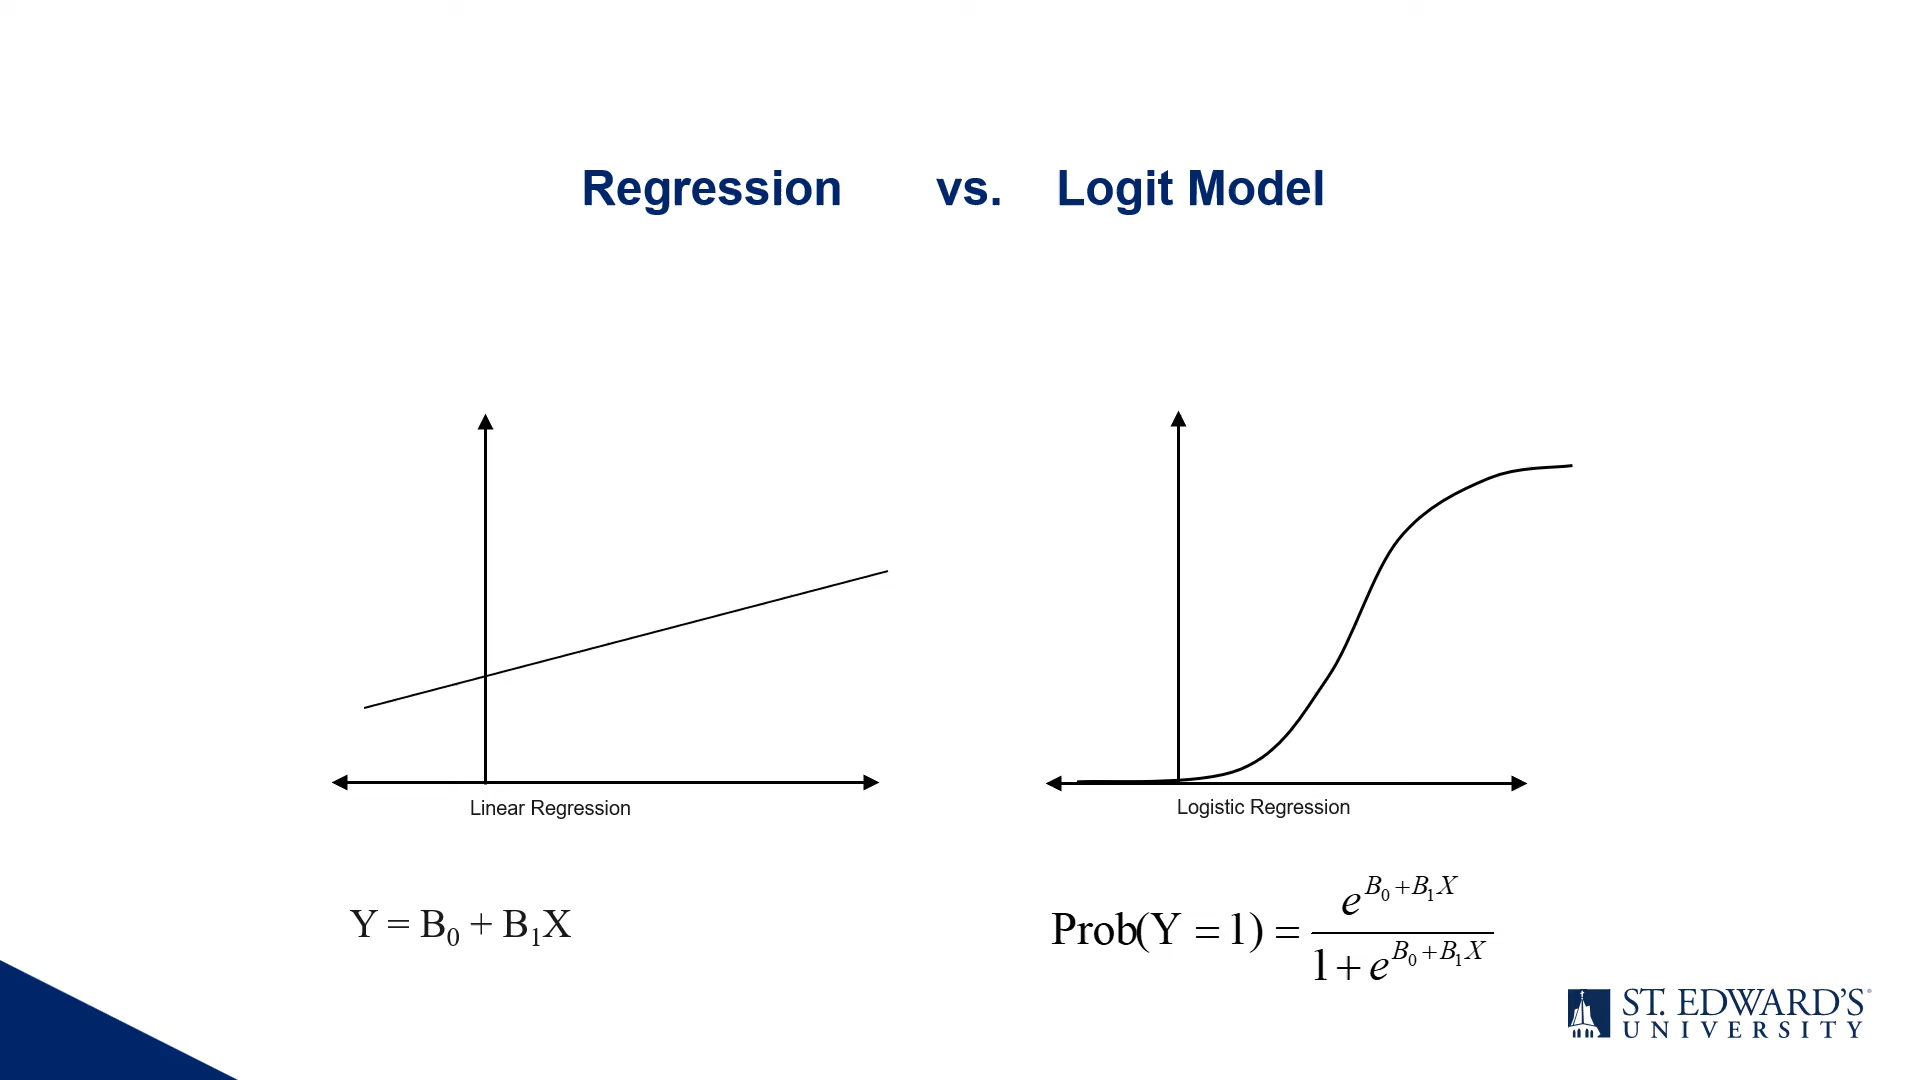 Regression vs. Logit Model
Linear Regression
Logistic Regression
Y = B₀ + B₁X
Prob(Y = 1) = e^{B₀+B₁X} / 1 + e^{B₀+B₁X}
ST. EDWARD'S®
UNIVERSITY